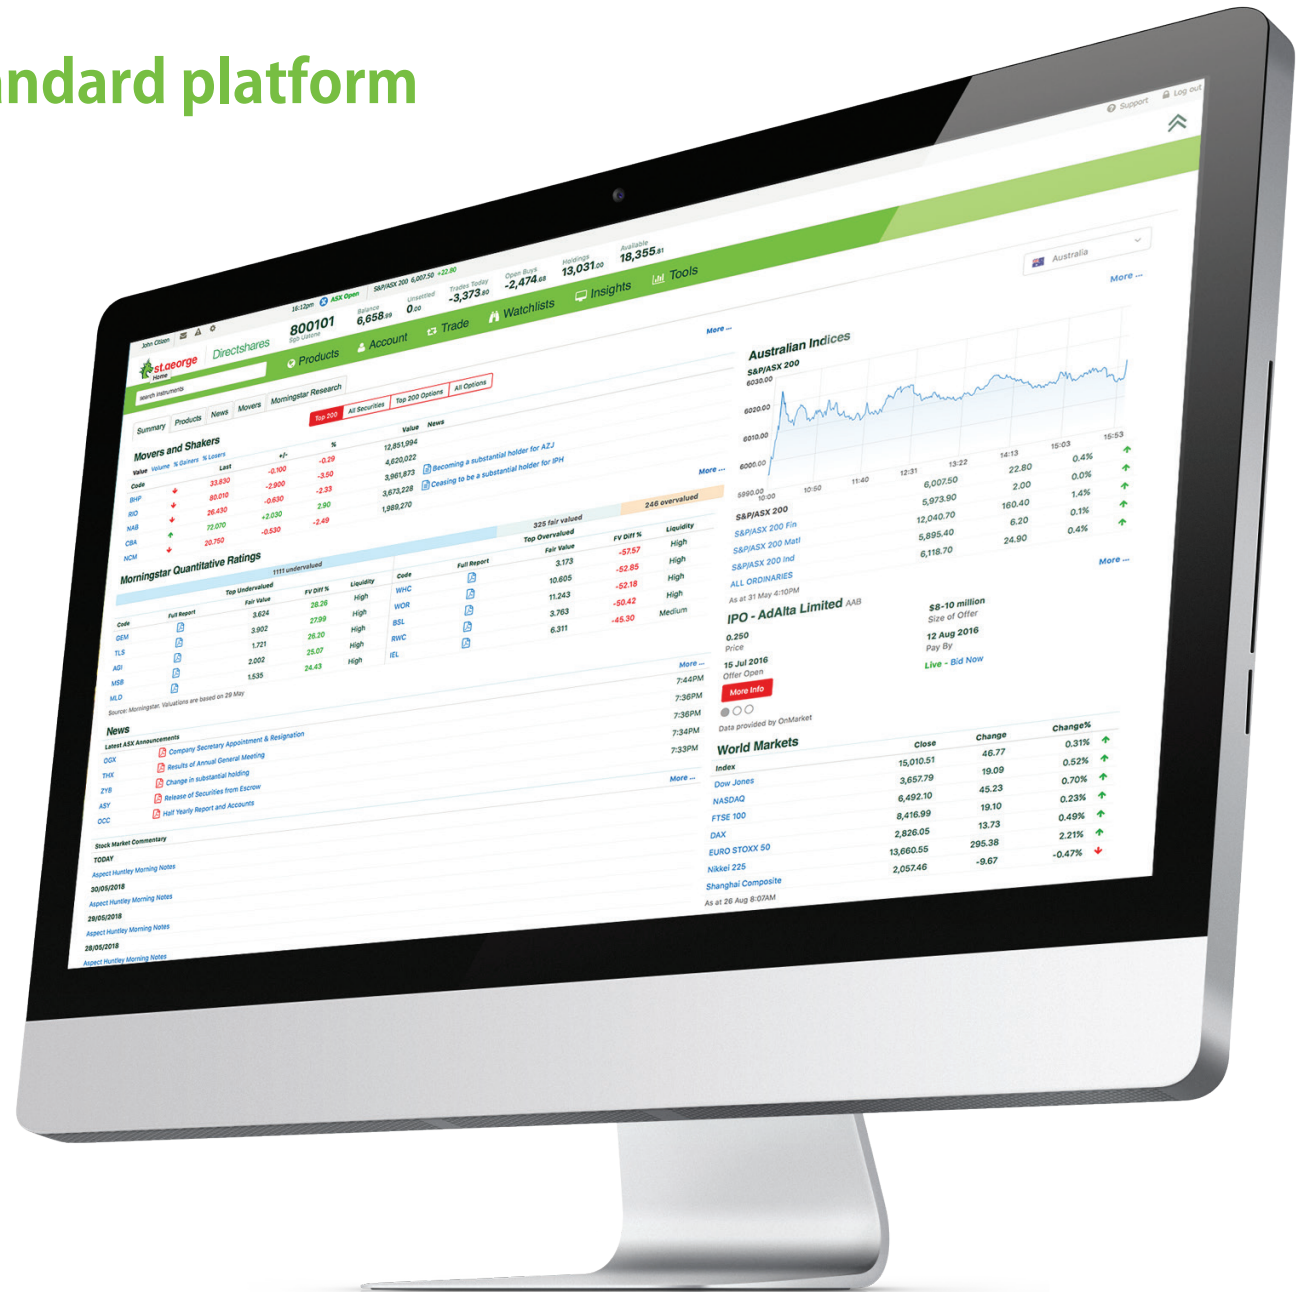 andard platform
Support
Log out
John Citizen
16:12pm
ASX Open
S&P/ASX 200 6,007.50 +22.80
st.george
Directshares
800101
Sgb Ualone
Balance
6,658.99
Unsettled
0.00
Trades Today
-3,373.80
Open Buys
-2,474.68
Holdings
13,031.00
Available
18,355.81
Home
search instruments
Products
Account
Trade
Watchlists
Insights
Tools
Australia
Summary
Products
News
Movers
Morningstar Research
More ...
Movers and Shakers
Top 200
All Securities
Top 200 Options
All Options
Value Volume % Gainers % Losers
Code Last +/- % Value News
BHP 33.830 -0.100 -0.29 12,851,994
RIO 80.010 -2.900 -3.50 4,620,022 Becoming a substantial holder for AZJ
NAB 26.430 -0.630 -2.33 3,961,873 Ceasing to be a substantial holder for IPH
CBA 72.070 +2.030 2.90 3,673,228
NCM 20.750 -0.530 -2.49 1,989,270
More ...
Morningstar Quantitative Ratings
1111 undervalued
325 fair valued
246 overvalued
Top Undervalued
Top Overvalued
Code Full Report Fair Value FV Diff % Liquidity Code Full Report Fair Value FV Diff % Liquidity
GEM 3.624 28.26 High WHC 3.173 -57.57 High
TLS 3.902 27.99 High WOR 10.605 -52.85 High
AGI 1.721 26.20 High BSL 11.243 -52.18 High
MSB 2.002 25.07 High RWC 3.763 -50.42 High
MLD 1.535 24.43 High IEL 6.311 -45.30 Medium
Source: Morningstar. Valuations are based on 29 May
More ...
News
Latest ASX Announcements
OGX Company Secretary Appointment & Resignation 7:44PM
THX Results of Annual General Meeting 7:36PM
ZYB Change in substantial holding 7:36PM
ASY Release of Securities from Escrow 7:34PM
OCC Half Yearly Report and Accounts 7:33PM
More ...
Stock Market Commentary
TODAY
Aspect Huntley Morning Notes
30/05/2018
Aspect Huntley Morning Notes
29/05/2018
Aspect Huntley Morning Notes
28/05/2018
Aspect Huntley Morning Notes
More ...
Australian Indices
S&P/ASX 200
6030.00
6020.00
6010.00
6000.00
5990.00
10:00 10:50 11:40 12:31 13:22 14:13 15:03 15:53
S&P/ASX 200 6,007.50 22.80 0.4%
S&P/ASX 200 Fin 5,973.90 2.00 0.0%
S&P/ASX 200 Matl 12,040.70 160.40 1.4%
S&P/ASX 200 Ind 5,895.40 6.20 0.1%
ALL ORDINARIES 6,118.70 24.90 0.4%
As at 31 May 4:10PM
More ...
IPO - AdAlta Limited AAB
0.250
Price
$8-10 million
Size of Offer
15 Jul 2016
Offer Open
12 Aug 2016
Pay By
More Info
Live - Bid Now
Data provided by OnMarket
World Markets
Index Close Change Change%
Dow Jones 15,010.51 46.77 0.31%
NASDAQ 3,657.79 19.09 0.52%
FTSE 100 6,492.10 45.23 0.70%
DAX 8,416.99 19.10 0.23%
EURO STOXX 50 2,826.05 13.73 0.49%
Nikkei 225 13,660.55 295.38 2.21%
Shanghai Composite 2,057.46 -9.67 -0.47%
As at 26 Aug 8:07AM